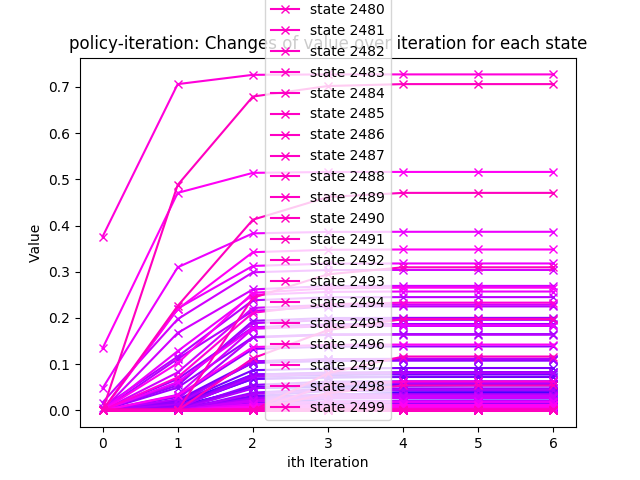 policy-iteration: Changes of value over iteration for each state
state 2480
state 2481
state 2482
state 2483
state 2484
state 2485
state 2486
state 2487
state 2488
state 2489
state 2490
state 2491
state 2492
state 2493
state 2494
state 2495
state 2496
state 2497
state 2498
state 2499
Value
0.7
0.6
0.5
0.4
0.3
0.2
0.1
0.0
0 1 2 3 4 5 6
ith Iteration